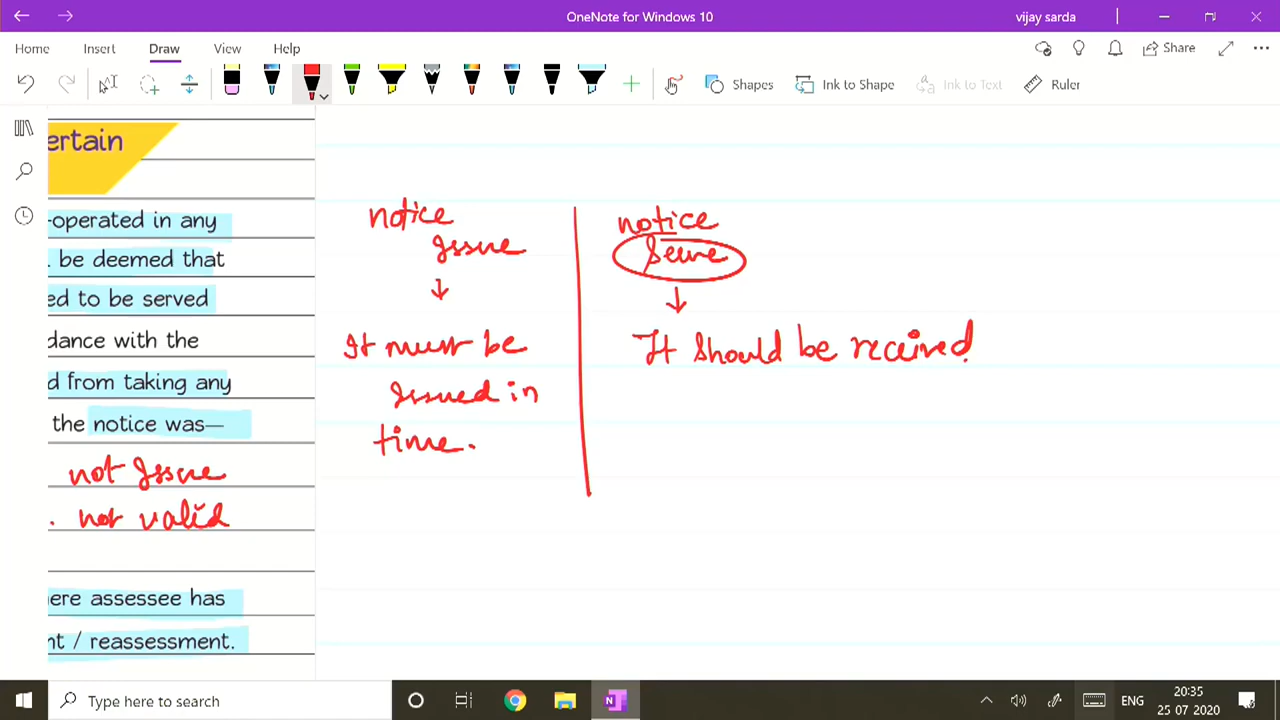 OneNote for Windows 10
vijay sarda
Home Insert Draw View Help
Share
Shapes
Ink to Shape
Ink to Text
Ruler
ertain
-operated in any
. be deemed that
ed to be served
dance with the
d from taking any
the notice was—
not Issue
. not valid
ere assessee has
nt / reassessment.
notice
Issue
↓
It must be
Issued in
time.
notice
Serve
↓
It should be received
Type here to search
ENG
20:35
25 07 2020